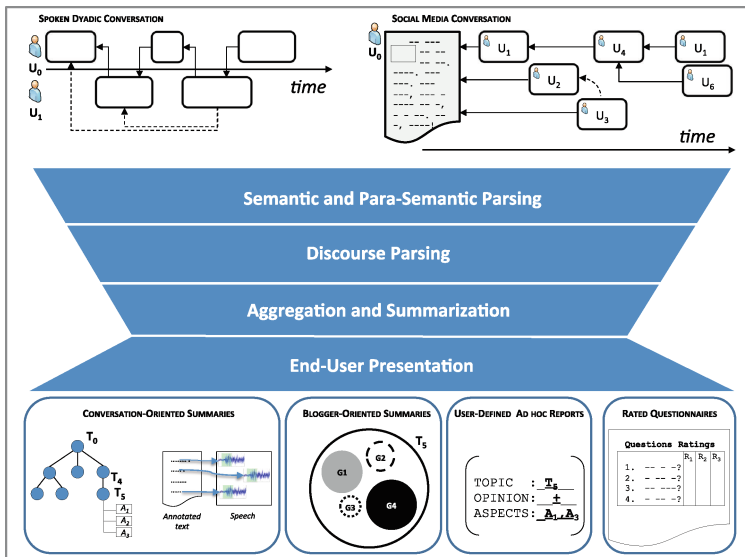 SPOKEN DYADIC CONVERSATION
U0
U1
time
SOCIAL MEDIA CONVERSATION
U0
U1
U4
U1
U2
U6
U3
time
Semantic and Para-Semantic Parsing
Discourse Parsing
Aggregation and Summarization
End-User Presentation
CONVERSATION-ORIENTED SUMMARIES
T0
T4
T5
A1
A2
A3
Annotated
text
Speech
BLOGGER-ORIENTED SUMMARIES
T5
G1
G2
G3
G4
USER-DEFINED AD HOC REPORTS
TOPIC : T5
OPINION: ±
ASPECTS: A1,A3
RATED QUESTIONNAIRES
Questions Ratings
R1 R2 R3
1. -- -- -?
2. -- --- -?
3. --- -- -?
4. - --- --?